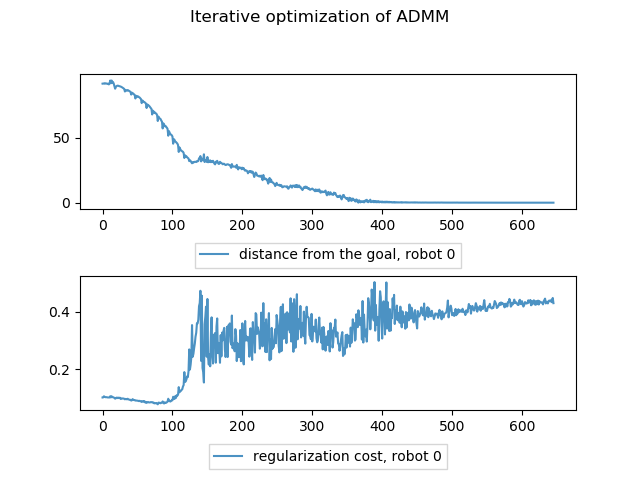 Iterative optimization of ADMM
50
0
0 100 200 300 400 500 600
distance from the goal, robot 0
0.4
0.2
0 100 200 300 400 500 600
regularization cost, robot 0